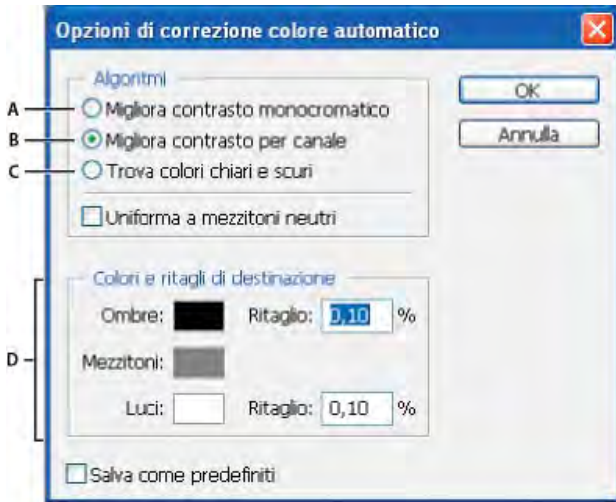 Opzioni di correzione colore automatico
Algoritmi
OK
A Migliora contrasto monocromatico
B Migliora contrasto per canale
Annulla
C Trova colori chiari e scuri
Uniforma a mezzitoni neutri
Colori e ritagli di destinazione
Ombre: Ritaglio: 0,10 %
D Mezzitoni:
Luci: Ritaglio: 0,10 %
Salva come predefiniti